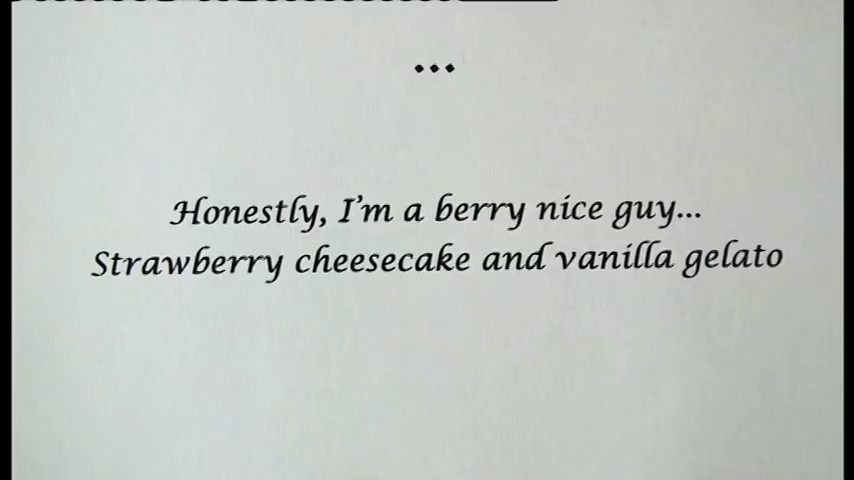 ...
Honestly, I'm a berry nice guy...
Strawberry cheesecake and vanilla gelato